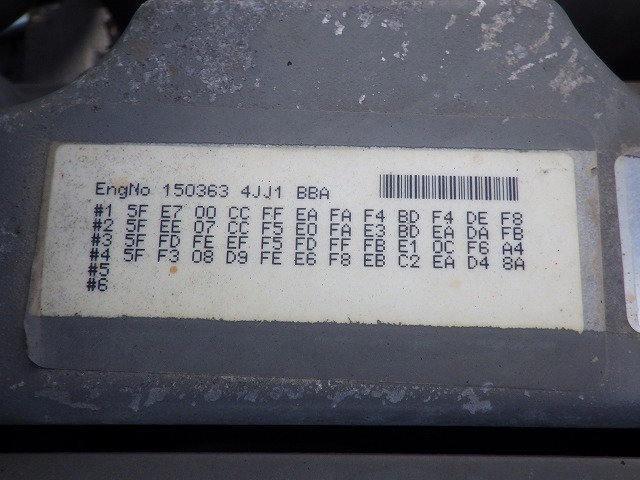 EngNo 150363 4JJ1 BBA
#1 5F E7 00 CC FF EA FA F4 BD F4 DE F8
#2 5F EE 07 CC F5 E0 FA E3 BD EA DA FB
#3 5F FD FE EF F5 FD FF FB E1 0C F6 A4
#4 5F F3 08 D9 FE E6 F8 EB C2 EA D4 8A
#5
#6